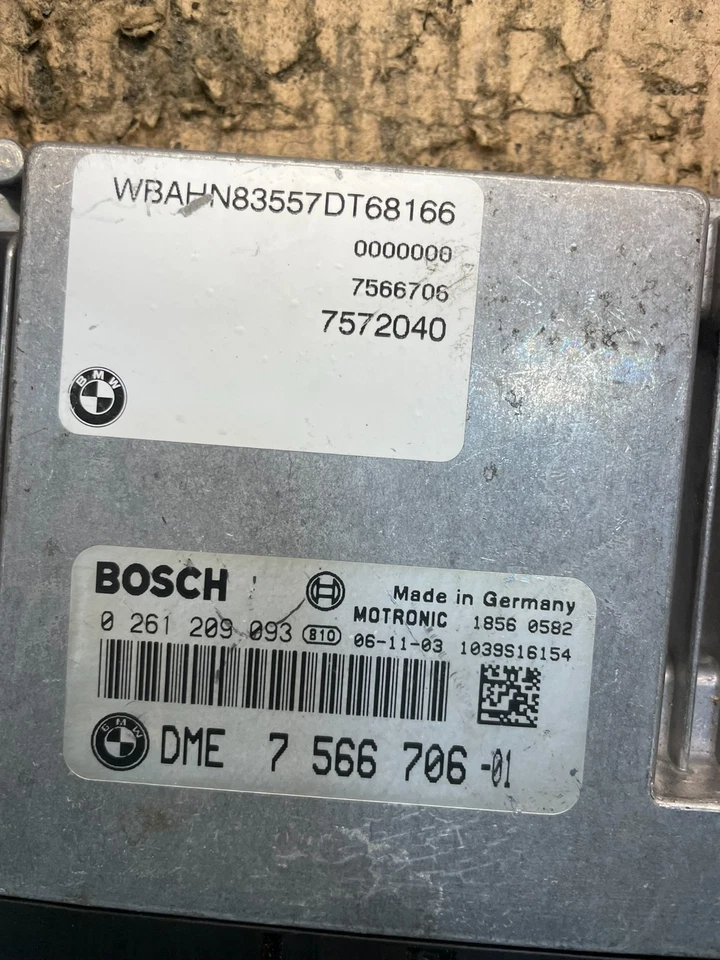 WBAHN83557DT68166
0000000
7566706
7572040
BMW
BOSCH
Made in Germany
MOTRONIC 1856 0582
0 261 209 093 B10 06-11-03 1039S16154
BMW
DME 7 566 706-01